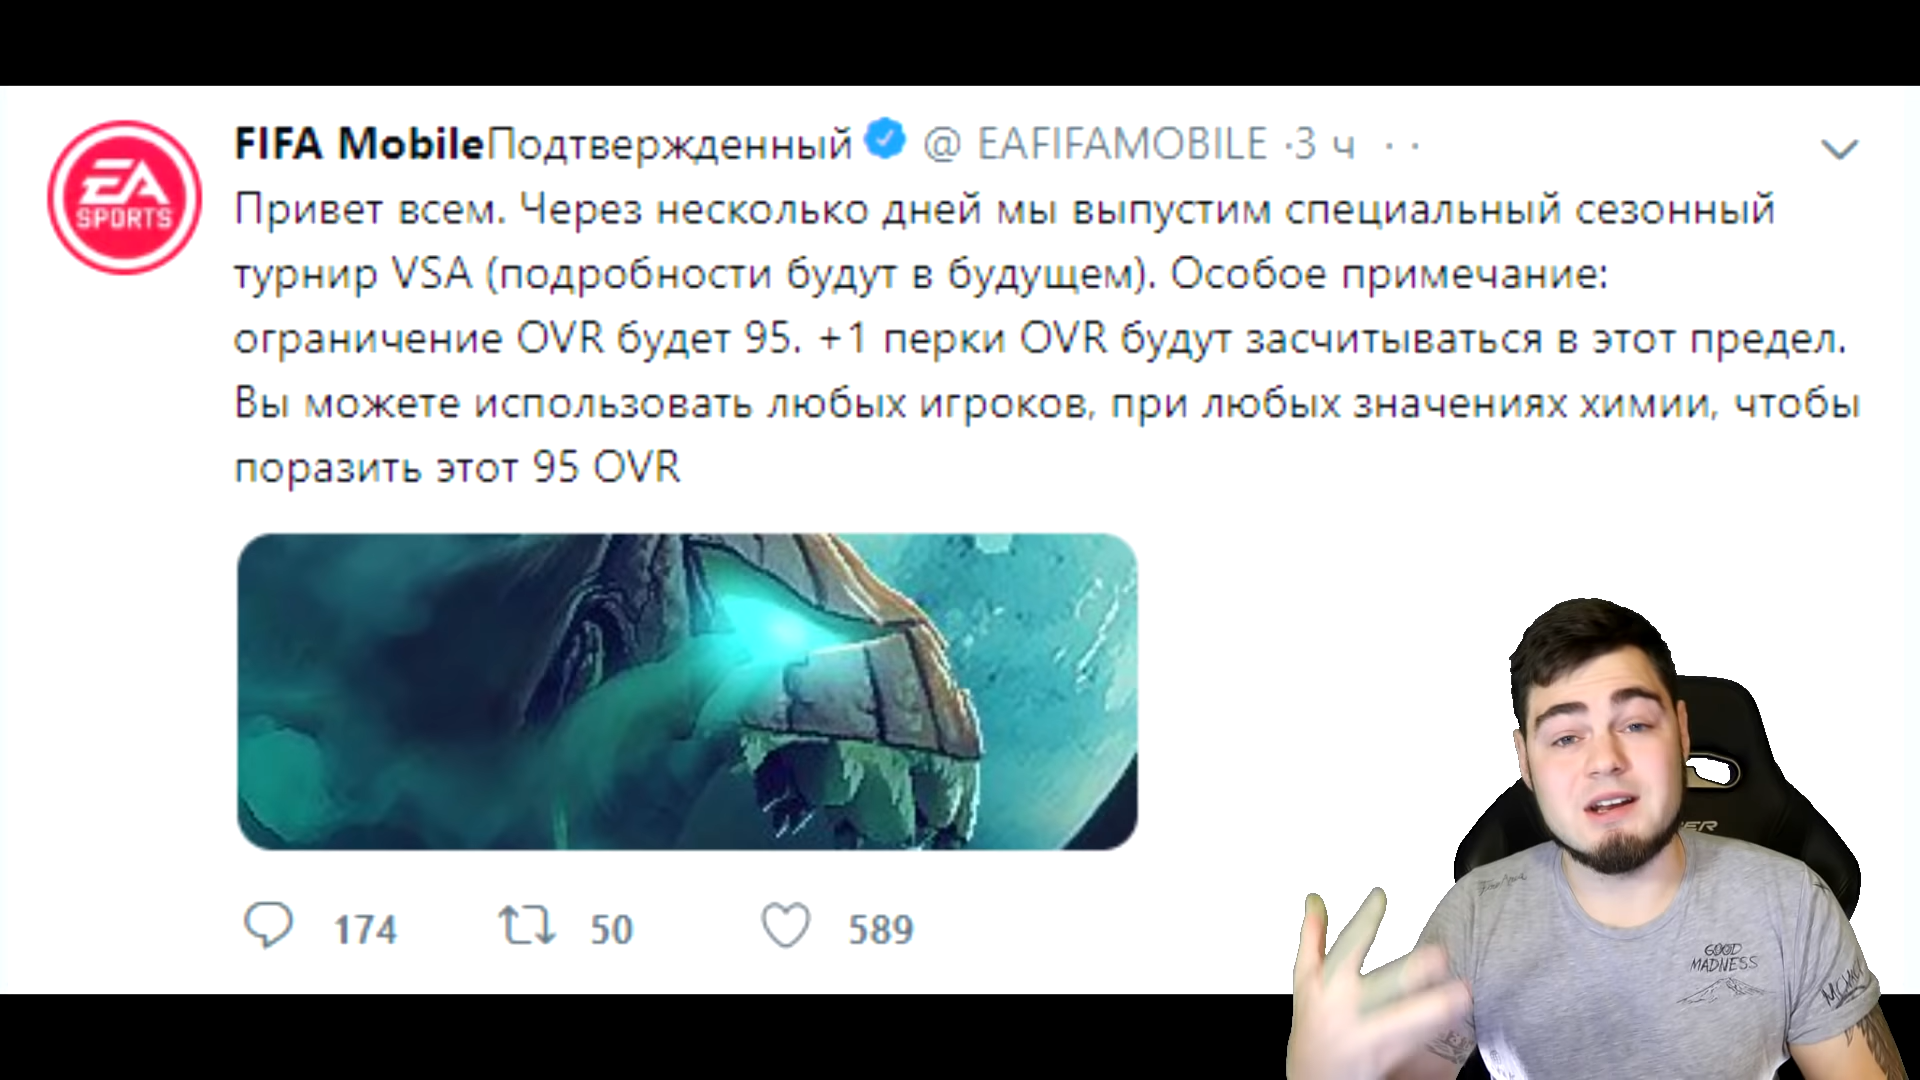 EA
SPORTS
FIFA MobileПодтвержденный @ EAFIFAMOBILE ·3 ч · ·
Привет всем. Через несколько дней мы выпустим специальный сезонный
турнир VSA (подробности будут в будущем). Особое примечание:
ограничение OVR будет 95. +1 перки OVR будут засчитываться в этот предел.
Вы можете использовать любых игроков, при любых значениях химии, чтобы
поразить этот 95 OVR
174 50 589
GOOD
MADNESS